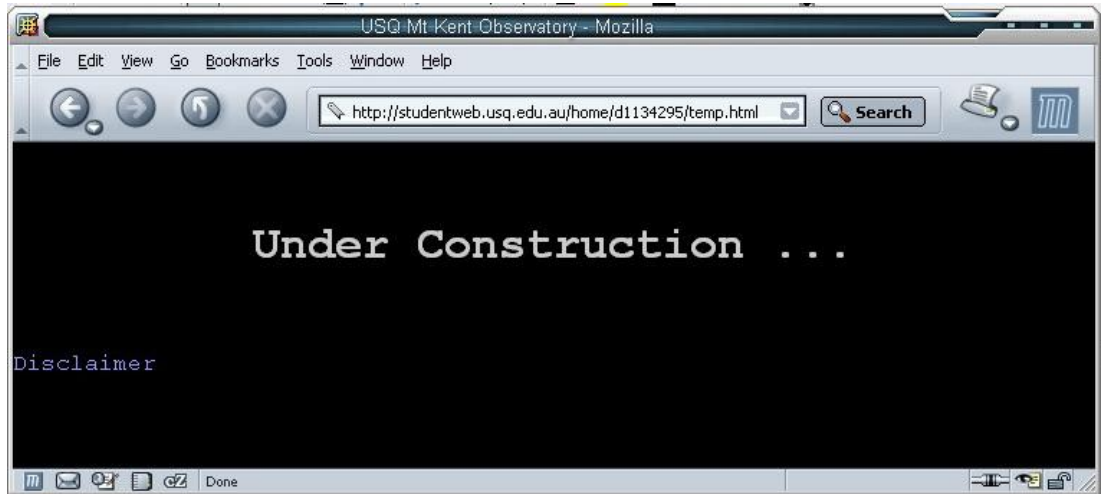 USQ Mt Kent Observatory - Mozilla
File Edit View Go Bookmarks Tools Window Help
http://studentweb.usq.edu.au/home/d1134295/temp.html Search
Under Construction ...
Disclaimer
Done